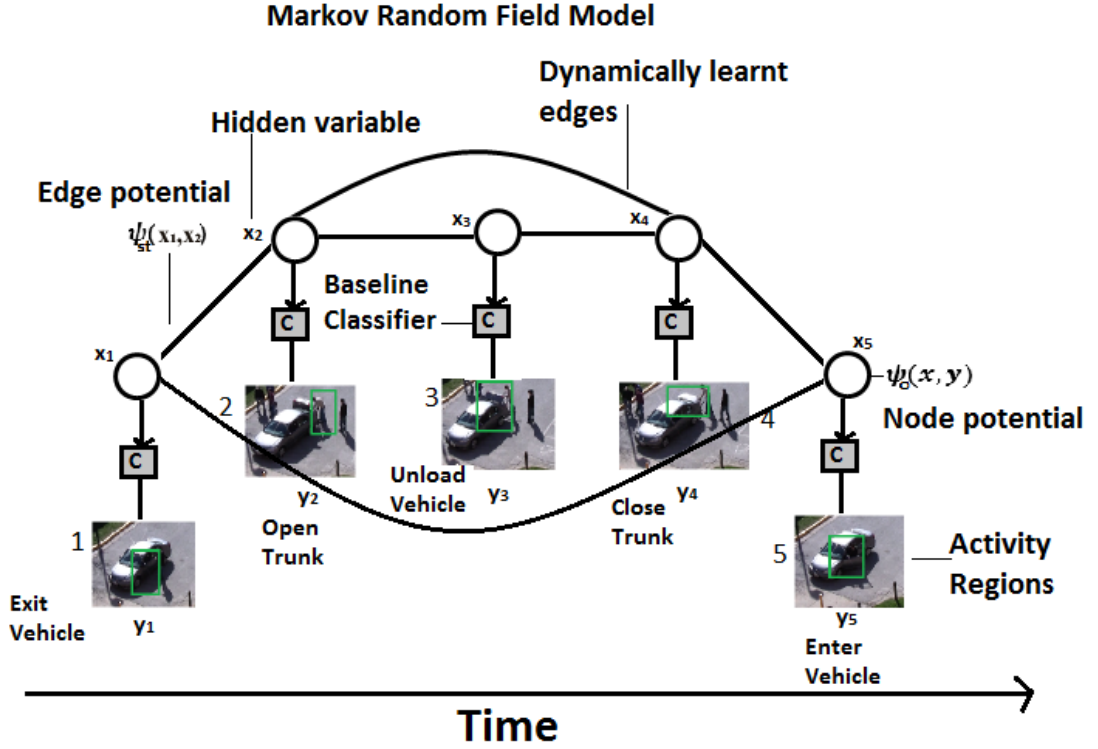 Markov Random Field Model
Dynamically learnt
edges
Hidden variable
Edge potential
ψst(x1,x2)
x2
x3
x4
Baseline
Classifier
C
C
C
x1
x5
ψ(x, y)
Node potential
2
3
4
C
C
Unload
Vehicle
y2
y3
y4
Open
Trunk
Close
Trunk
1
5
Activity
Regions
Exit
Vehicle
y1
y5
Enter
Vehicle
Time